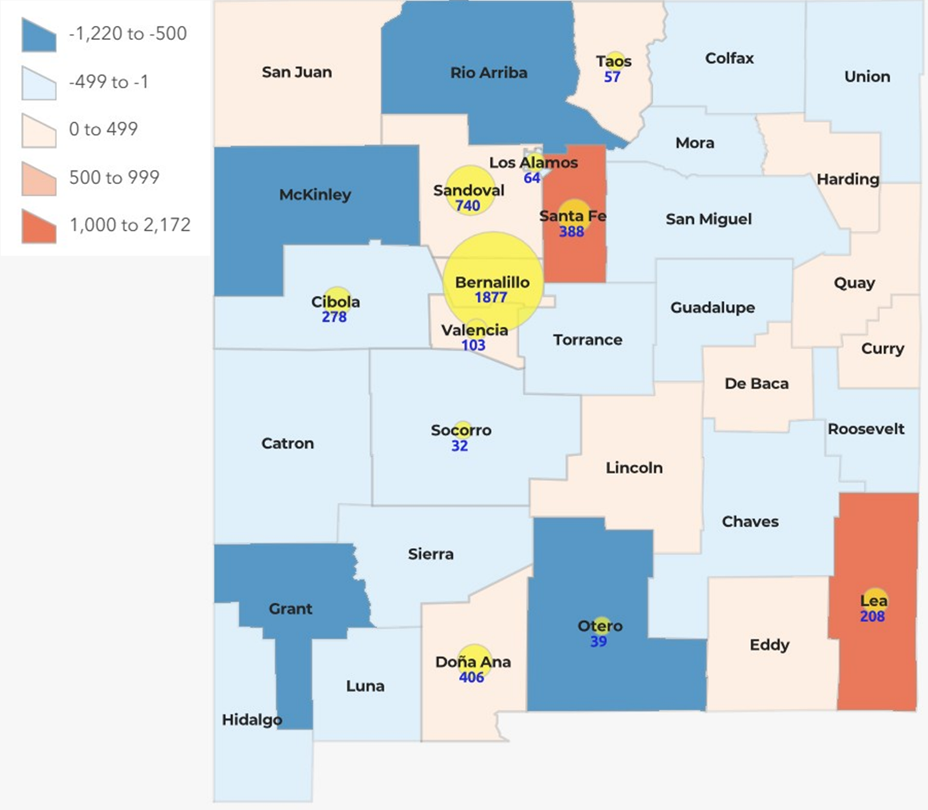 -1,220 to -500
-499 to -1
0 to 499
500 to 999
1,000 to 2,172
San Juan
Rio Arriba
Taos
57
Colfax
Union
Mora
McKinley
Sandoval
740
Los Alamos
64
Santa Fe
388
San Miguel
Harding
Cibola
278
Bernalillo
1877
Valencia
103
Torrance
Guadalupe
Quay
Curry
De Baca
Catron
Socorro
32
Lincoln
Roosevelt
Chaves
Sierra
Grant
Otero
39
Lea
208
Eddy
Doña Ana
406
Luna
Hidalgo